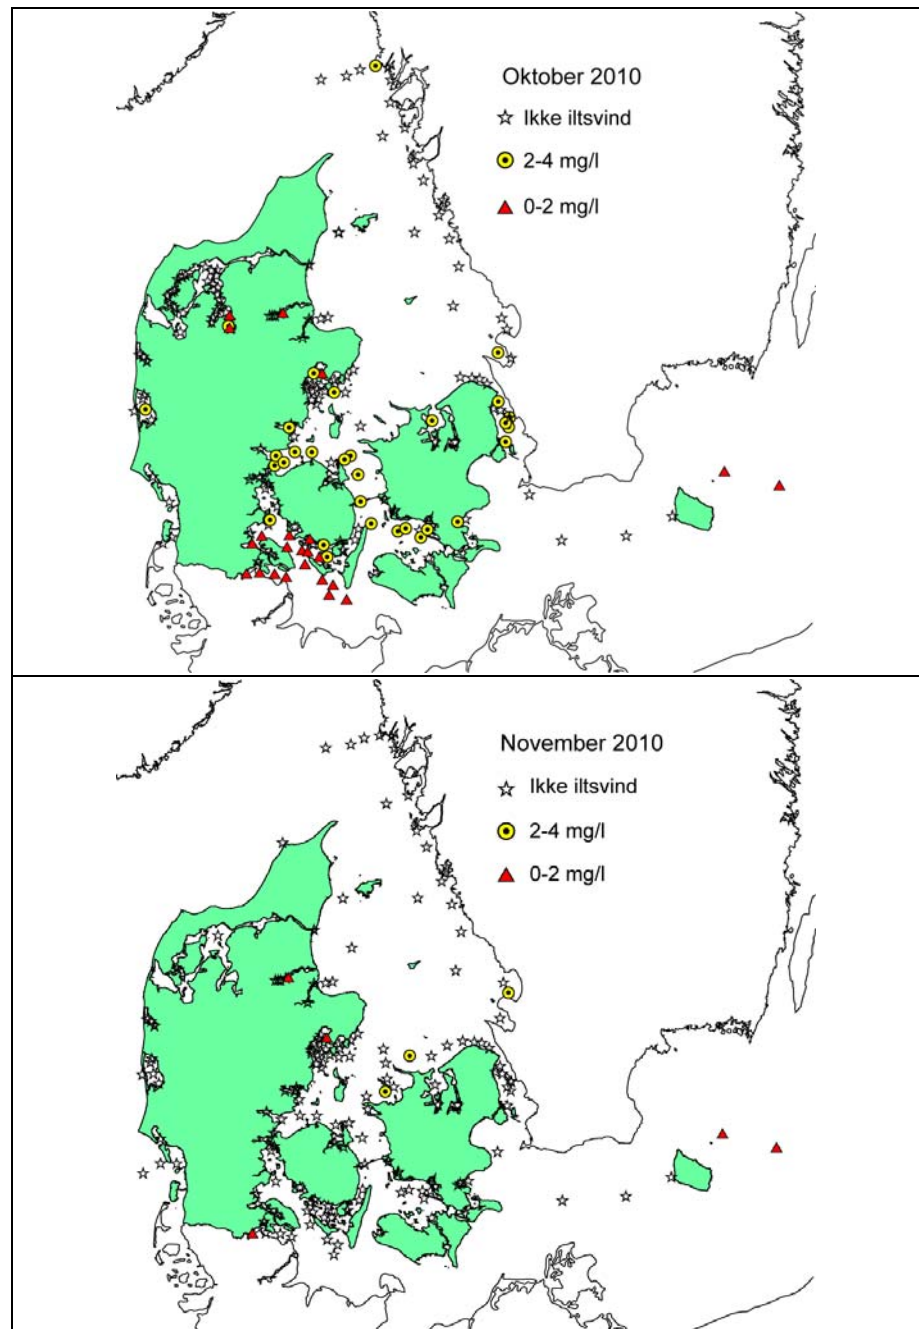 Oktober 2010
Ikke iltsvind
2-4 mg/l
0-2 mg/l
November 2010
Ikke iltsvind
2-4 mg/l
0-2 mg/l